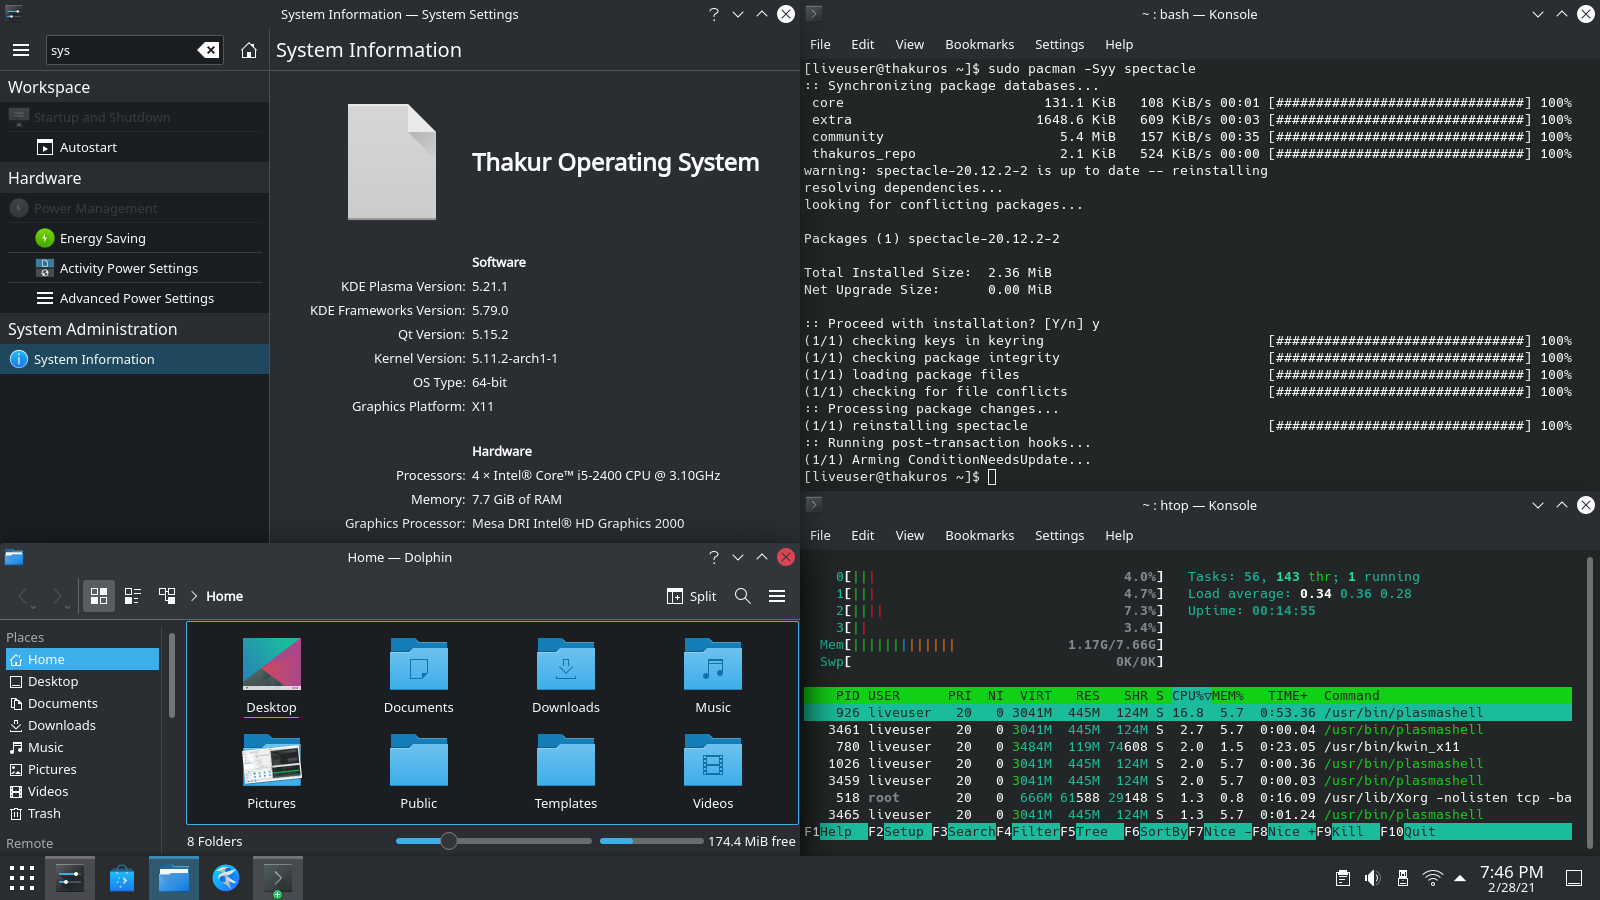 System Information — System Settings
sys
System Information
Workspace
Startup and Shutdown
Autostart
Hardware
Power Management
Energy Saving
Activity Power Settings
Advanced Power Settings
System Administration
System Information
Thakur Operating System
Software
KDE Plasma Version: 5.21.1
KDE Frameworks Version: 5.79.0
Qt Version: 5.15.2
Kernel Version: 5.11.2-arch1-1
OS Type: 64-bit
Graphics Platform: X11
Hardware
Processors: 4 × Intel® Core™ i5-2400 CPU @ 3.10GHz
Memory: 7.7 GiB of RAM
Graphics Processor: Mesa DRI Intel® HD Graphics 2000
Home — Dolphin
Home
Split
Places
Home
Desktop
Documents
Downloads
Music
Pictures
Videos
Trash
Remote
Desktop Documents Downloads Music
Pictures Public Templates Videos
8 Folders 174.4 MiB free
~ : bash — Konsole
File Edit View Bookmarks Settings Help
[liveuser@thakuros ~]$ sudo pacman -Syy spectacle
:: Synchronizing package databases...
core 131.1 KiB 108 KiB/s 00:01 [###############################] 100%
extra 1648.6 KiB 609 KiB/s 00:03 [###############################] 100%
community 5.4 MiB 157 KiB/s 00:35 [###############################] 100%
thakuros_repo 2.1 KiB 524 KiB/s 00:00 [###############################] 100%
warning: spectacle-20.12.2-2 is up to date -- reinstalling
resolving dependencies...
looking for conflicting packages...
Packages (1) spectacle-20.12.2-2
Total Installed Size: 2.36 MiB
Net Upgrade Size: 0.00 MiB
:: Proceed with installation? [Y/n] y
(1/1) checking keys in keyring [###############################] 100%
(1/1) checking package integrity [###############################] 100%
(1/1) loading package files [###############################] 100%
(1/1) checking for file conflicts [###############################] 100%
:: Processing package changes...
(1/1) reinstalling spectacle [###############################] 100%
:: Running post-transaction hooks...
(1/1) Arming ConditionNeedsUpdate...
[liveuser@thakuros ~]$
~ : htop — Konsole
File Edit View Bookmarks Settings Help
0[||| 4.0%] Tasks: 56, 143 thr; 1 running
1[||| 4.7%] Load average: 0.34 0.36 0.28
2[|||| 7.3%] Uptime: 00:14:55
3[|| 3.4%]
Mem[||||||||||||| 1.17G/7.66G]
Swp[ 0K/0K]
PID USER PRI NI VIRT RES SHR S CPU%▽MEM% TIME+ Command
926 liveuser 20 0 3041M 445M 124M S 16.8 5.7 0:53.36 /usr/bin/plasmashell
3461 liveuser 20 0 3041M 445M 124M S 2.7 5.7 0:00.04 /usr/bin/plasmashell
780 liveuser 20 0 3484M 119M 74608 S 2.0 1.5 0:23.05 /usr/bin/kwin_x11
1026 liveuser 20 0 3041M 445M 124M S 2.0 5.7 0:00.36 /usr/bin/plasmashell
3459 liveuser 20 0 3041M 445M 124M S 2.0 5.7 0:00.03 /usr/bin/plasmashell
518 root 20 0 666M 61588 29148 S 1.3 0.8 0:16.09 /usr/lib/Xorg -nolisten tcp -ba
3465 liveuser 20 0 3041M 445M 124M S 1.3 5.7 0:01.24 /usr/bin/plasmashell
F1Help F2Setup F3SearchF4FilterF5Tree F6SortByF7Nice -F8Nice +F9Kill F10Quit
7:46 PM
2/28/21